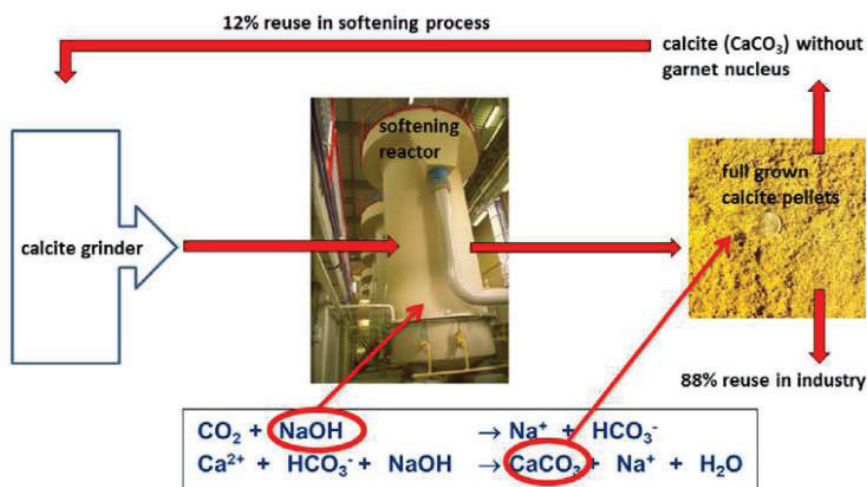 12% reuse in softening process
calcite (CaCO₃) without
garnet nucleus
softening
reactor
full grown
calcite pellets
calcite grinder
88% reuse in industry
CO₂ + NaOH → Na⁺ + HCO₃⁻
Ca²⁺ + HCO₃⁻ + NaOH → CaCO₃ + Na⁺ + H₂O